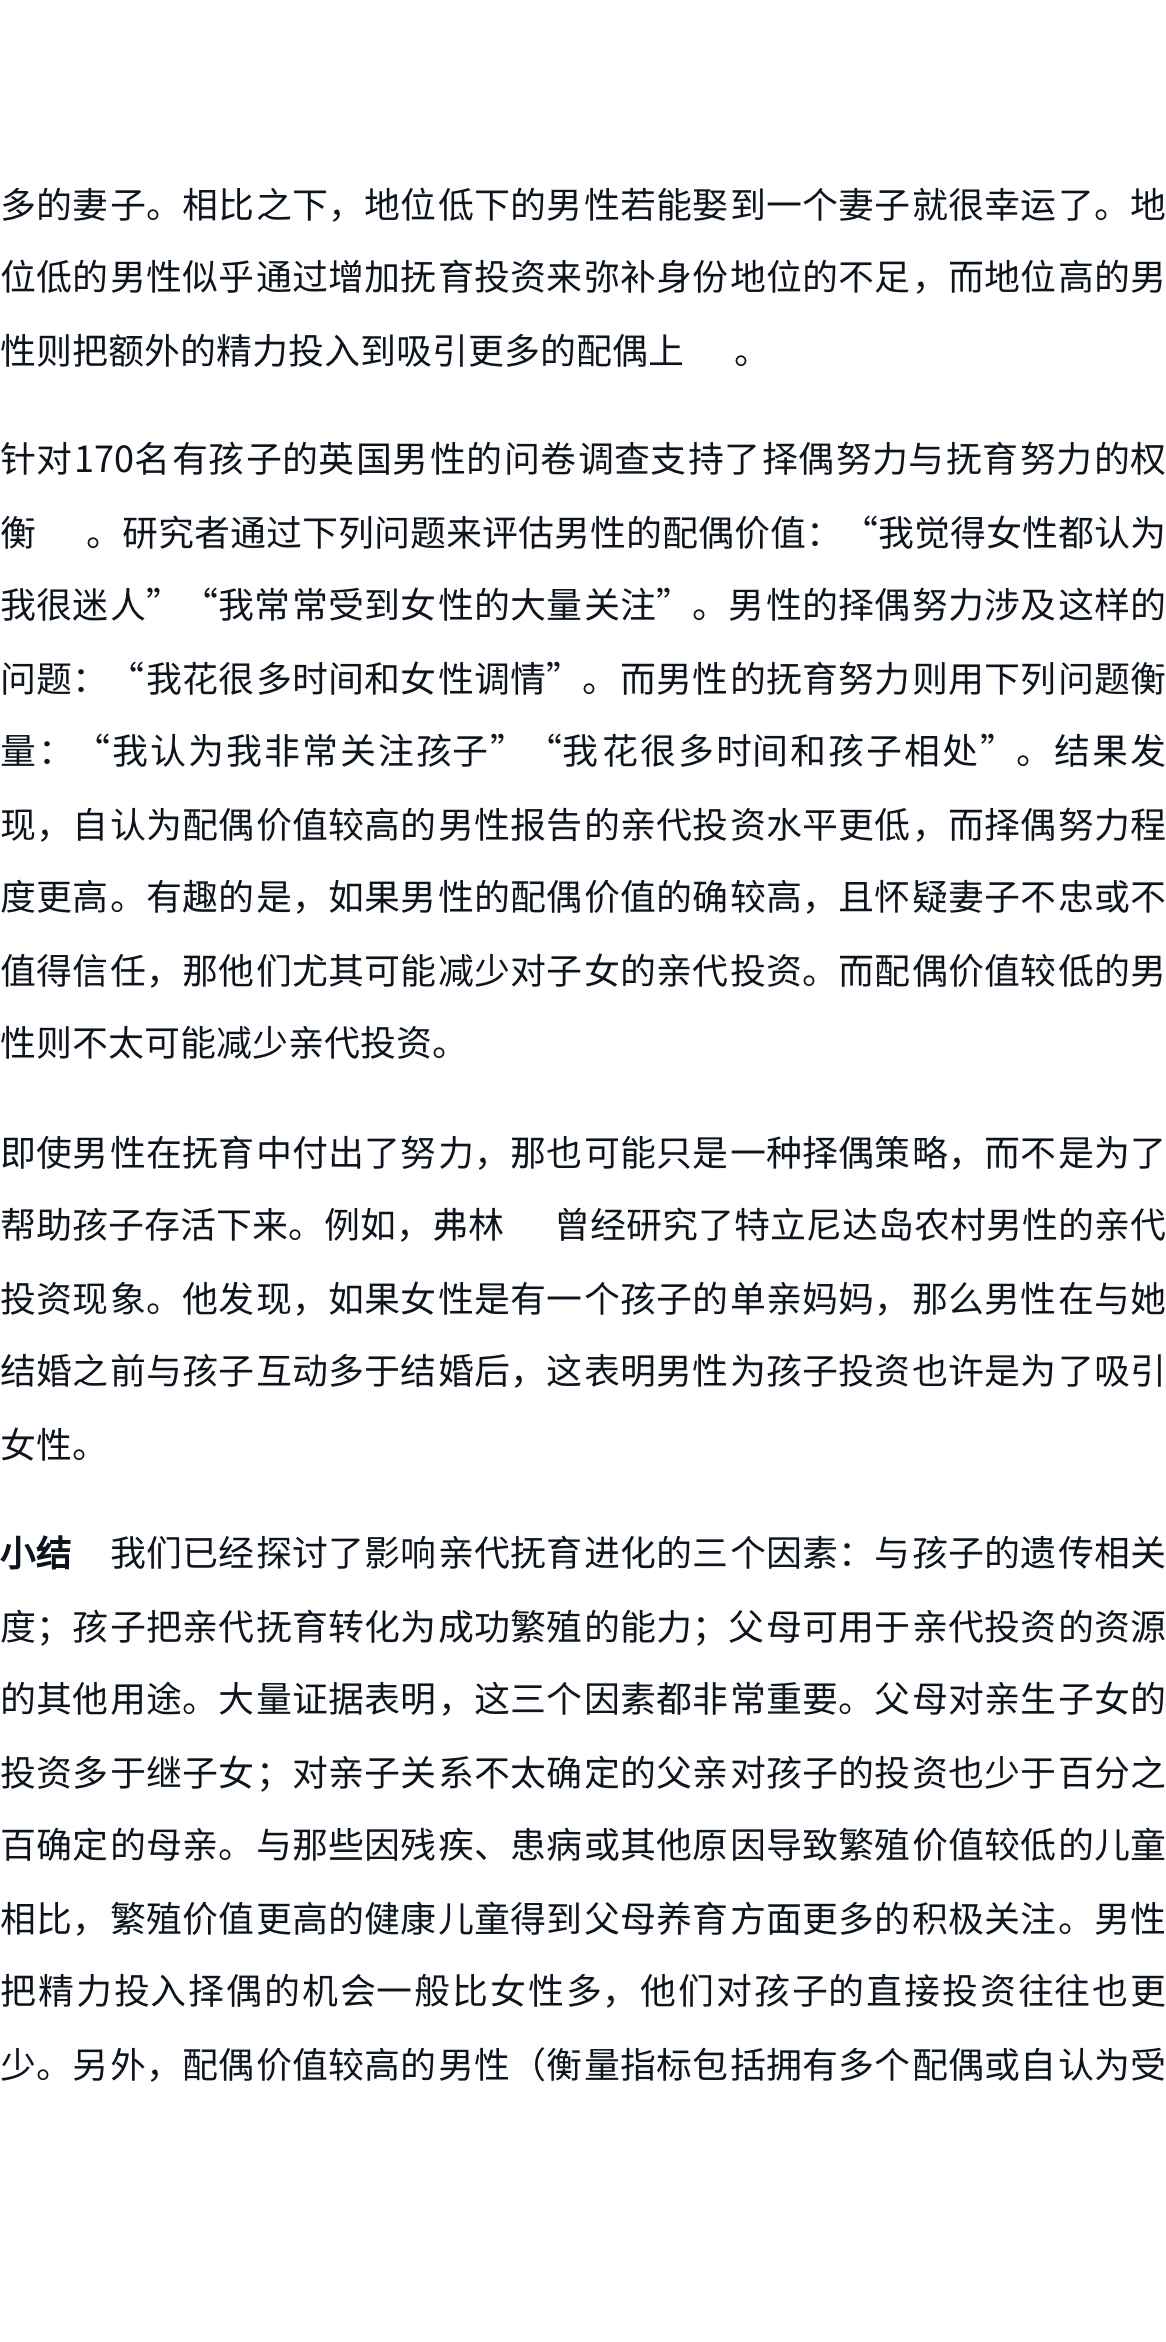 多的妻子。相比之下，地位低下的男性若能娶到一个妻子就很幸运了。地
位低的男性似乎通过增加抚育投资来弥补身份地位的不足，而地位高的男
性则把额外的精力投入到吸引更多的配偶上 。
针对170名有孩子的英国男性的问卷调查支持了择偶努力与抚育努力的权
衡 。研究者通过下列问题来评估男性的配偶价值：“我觉得女性都认为
我很迷人”“我常常受到女性的大量关注”。男性的择偶努力涉及这样的
问题：“我花很多时间和女性调情”。而男性的抚育努力则用下列问题衡
量：“我认为我非常关注孩子”“我花很多时间和孩子相处”。结果发
现，自认为配偶价值较高的男性报告的亲代投资水平更低，而择偶努力程
度更高。有趣的是，如果男性的配偶价值的确较高，且怀疑妻子不忠或不
值得信任，那他们尤其可能减少对子女的亲代投资。而配偶价值较低的男
性则不太可能减少亲代投资。
即使男性在抚育中付出了努力，那也可能只是一种择偶策略，而不是为了
帮助孩子存活下来。例如，弗林 曾经研究了特立尼达岛农村男性的亲代
投资现象。他发现，如果女性是有一个孩子的单亲妈妈，那么男性在与她
结婚之前与孩子互动多于结婚后，这表明男性为孩子投资也许是为了吸引
女性。
小结 我们已经探讨了影响亲代抚育进化的三个因素：与孩子的遗传相关
度；孩子把亲代抚育转化为成功繁殖的能力；父母可用于亲代投资的资源
的其他用途。大量证据表明，这三个因素都非常重要。父母对亲生子女的
投资多于继子女；对亲子关系不太确定的父亲对孩子的投资也少于百分之
百确定的母亲。与那些因残疾、患病或其他原因导致繁殖价值较低的儿童
相比，繁殖价值更高的健康儿童得到父母养育方面更多的积极关注。男性
把精力投入择偶的机会一般比女性多，他们对孩子的直接投资往往也更
少。另外，配偶价值较高的男性（衡量指标包括拥有多个配偶或自认为受